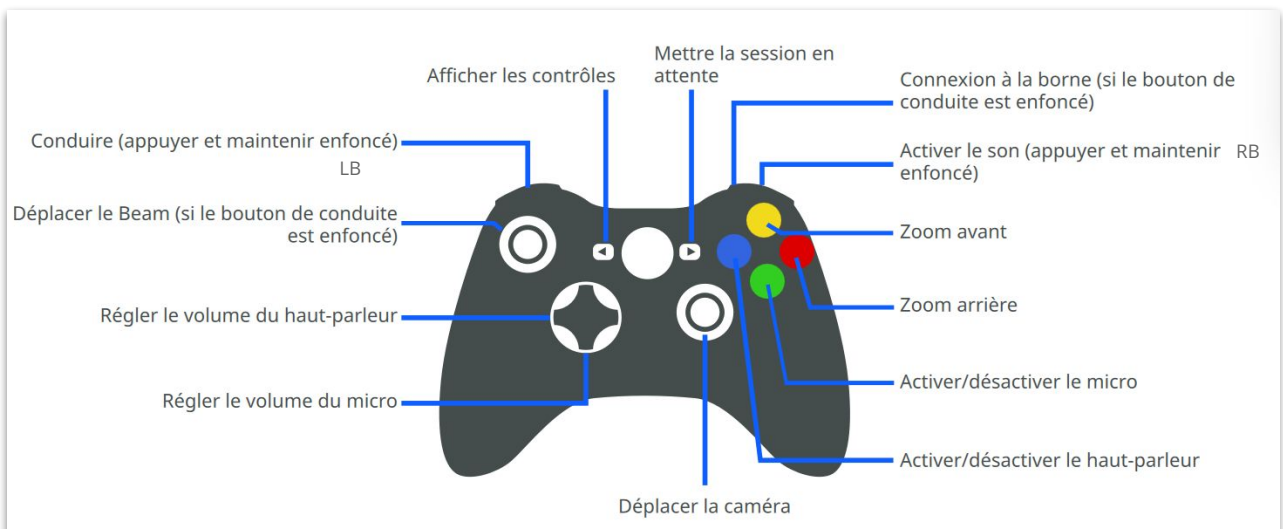 Mettre la session en
attente
Afficher les contrôles
Connexion à la borne (si le bouton de
conduite est enfoncé)
Conduire (appuyer et maintenir enfoncé)
LB
Activer le son (appuyer et maintenir RB
enfoncé)
Déplacer le Beam (si le bouton de conduite
est enfoncé)
Zoom avant
Zoom arrière
Régler le volume du haut-parleur
Activer/désactiver le micro
Régler le volume du micro
Activer/désactiver le haut-parleur
Déplacer la caméra